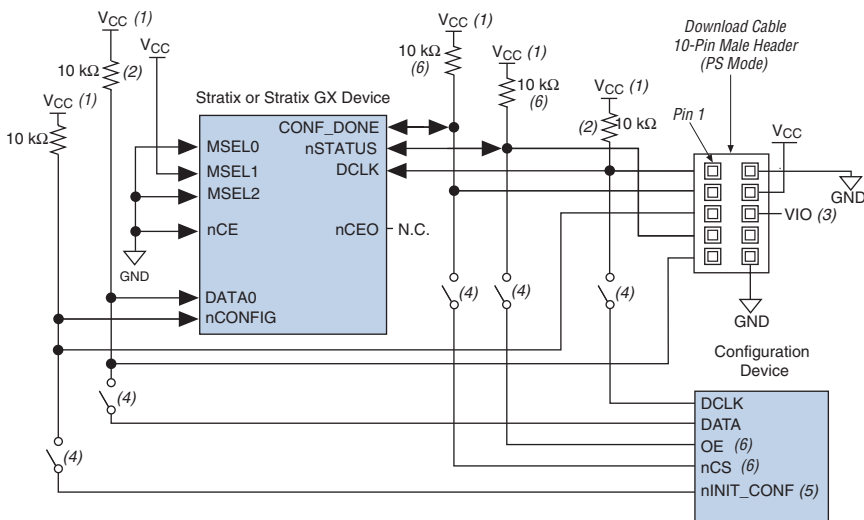 VCC (1)
VCC (1)
VCC (1)
Download Cable
10-Pin Male Header
(PS Mode)
10 kΩ
(2)
VCC
10 kΩ
(6)
10 kΩ
(6)
VCC (1)
10 kΩ
Stratix or Stratix GX Device
VCC (1)
(2)
10 kΩ
Pin 1
VCC
CONF_DONE
nSTATUS
DCLK
MSEL0
MSEL1
MSEL2
nCE
nCEO
N.C.
GND
GND
VIO (3)
DATA0
nCONFIG
(4)
(4)
(4)
GND
Configuration
Device
(4)
(4)
DCLK
DATA
OE (6)
nCS (6)
nINIT_CONF (5)